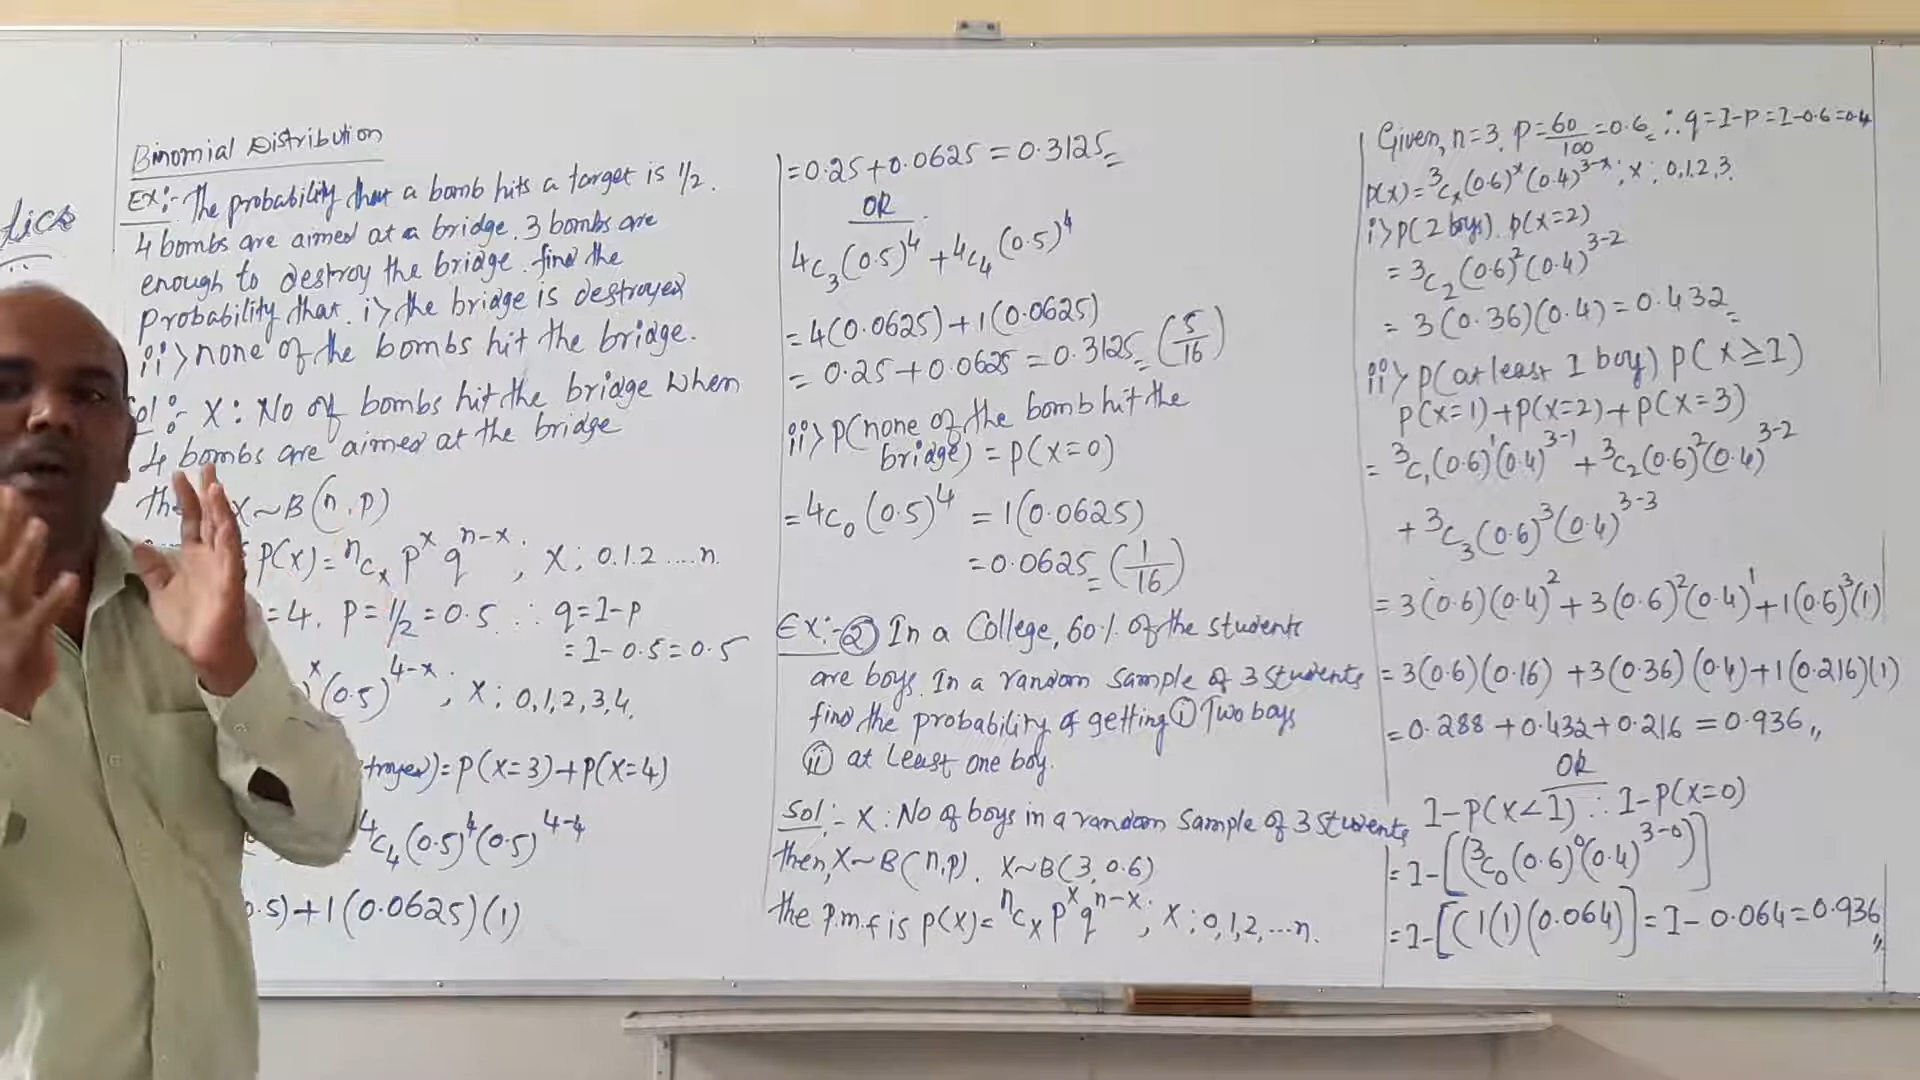 Binomial Distribution
Ex:- The probability that a bomb hits a target is 1/2.
4 bombs are aimed at a bridge. 3 bombs are
enough to destroy the bridge. find the
Probability that. i> the bridge is destroyed
ii> none of the bombs hit the bridge.
Sol:- X: No of bombs hit the bridge when
4 bombs are aimed at the bridge
X~B(n,p)
P(x)= ⁿCₓ pˣ qⁿ⁻ˣ; x: 0.1.2....n.
=4. p=1/2=0.5 ∴ q=1-p
=1-0.5=0.5
ˣ(0.5)⁴⁻ˣ; x: 0,1,2,3,4.
)=P(x=3)+P(x=4)
⁴C₄(0.5)⁴(0.5)⁴⁻⁴
0.5)+1(0.0625)(1)
=0.25+0.0625=0.3125
OR
4C₃(0.5)⁴+4C₄(0.5)⁴
=4(0.0625)+1(0.0625)
=0.25+0.0625=0.3125 (5/16)
ii> P(none of the bomb hit the
bridge)=P(x=0)
=4C₀(0.5)⁴ =1(0.0625)
=0.0625 (1/16)
Ex:-② In a College, 60% of the students
are boys. In a random sample of 3 students
find the probability of getting ⓘ Two boys
ⓘⓘ at least one boy.
Sol:- X: No of boys in a random sample of 3 students
then, X~B(n,p). X~B(3,0.6)
the P.m.f is P(x)= ⁿCₓ pˣ qⁿ⁻ˣ; x: 0,1,2,...n.
Given, n=3, P=60/100=0.6 ∴ q=1-p=1-0.6=0.4
P(x)= ³Cₓ(0.6)ˣ(0.4)³⁻ˣ; x: 0,1,2,3.
i> P(2 boys). P(x=2)
= ³C₂(0.6)²(0.4)³⁻²
= 3(0.36)(0.4)=0.432
ii> P(at least 1 boy) P(x≥1)
P(x=1)+P(x=2)+P(x=3)
= ³C₁(0.6)¹(0.4)³⁻¹+³C₂(0.6)²(0.4)³⁻²
+ ³C₃(0.6)³(0.4)³⁻³
=3(0.6)(0.4)²+3(0.6)²(0.4)¹+1(0.6)³(1)
=3(0.6)(0.16)+3(0.36)(0.4)+1(0.216)(1)
=0.288+0.432+0.216=0.936,,
OR
1-P(x<1) ∴ 1-P(x=0)
=1-[(³C₀(0.6)⁰(0.4)³⁻⁰)]
=1-[(1(1)(0.064)]=1-0.064=0.936,,